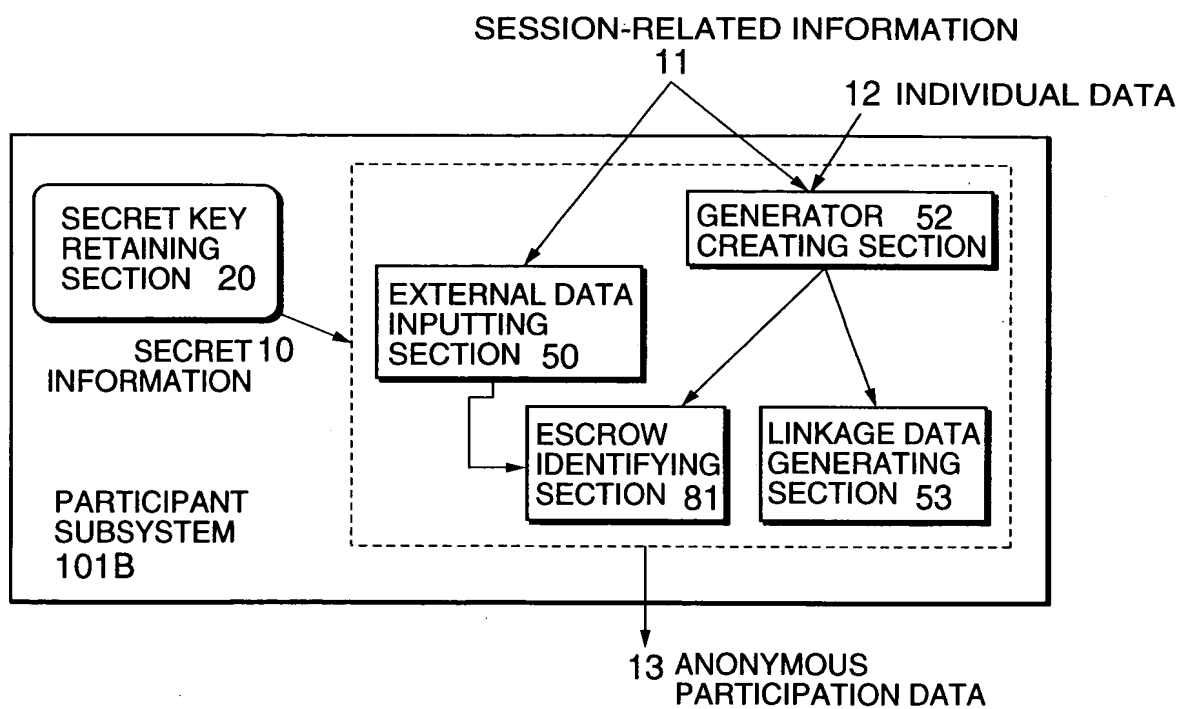 SESSION-RELATED INFORMATION
11
12 INDIVIDUAL DATA
SECRET KEY
RETAINING
SECTION 20
GENERATOR 52
CREATING SECTION
EXTERNAL DATA
INPUTTING
SECTION 50
SECRET 10
INFORMATION
ESCROW
IDENTIFYING
SECTION 81
LINKAGE DATA
GENERATING
SECTION 53
PARTICIPANT
SUBSYSTEM
101B
13 ANONYMOUS
PARTICIPATION DATA